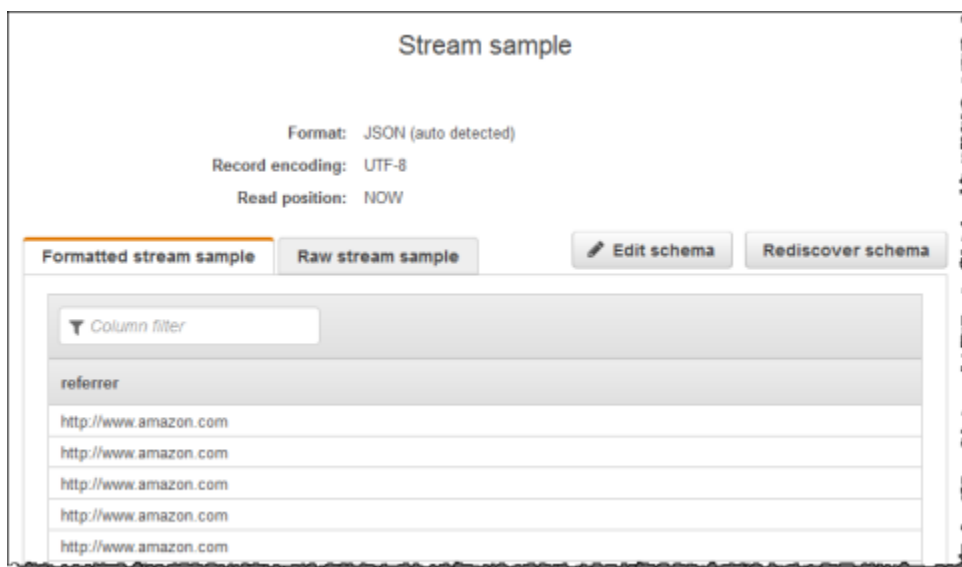 Stream sample
Format: JSON (auto detected)
Record encoding: UTF-8
Read position: NOW
Formatted stream sample Raw stream sample Edit schema Rediscover schema
Column filter
referrer
http://www.amazon.com
http://www.amazon.com
http://www.amazon.com
http://www.amazon.com
http://www.amazon.com